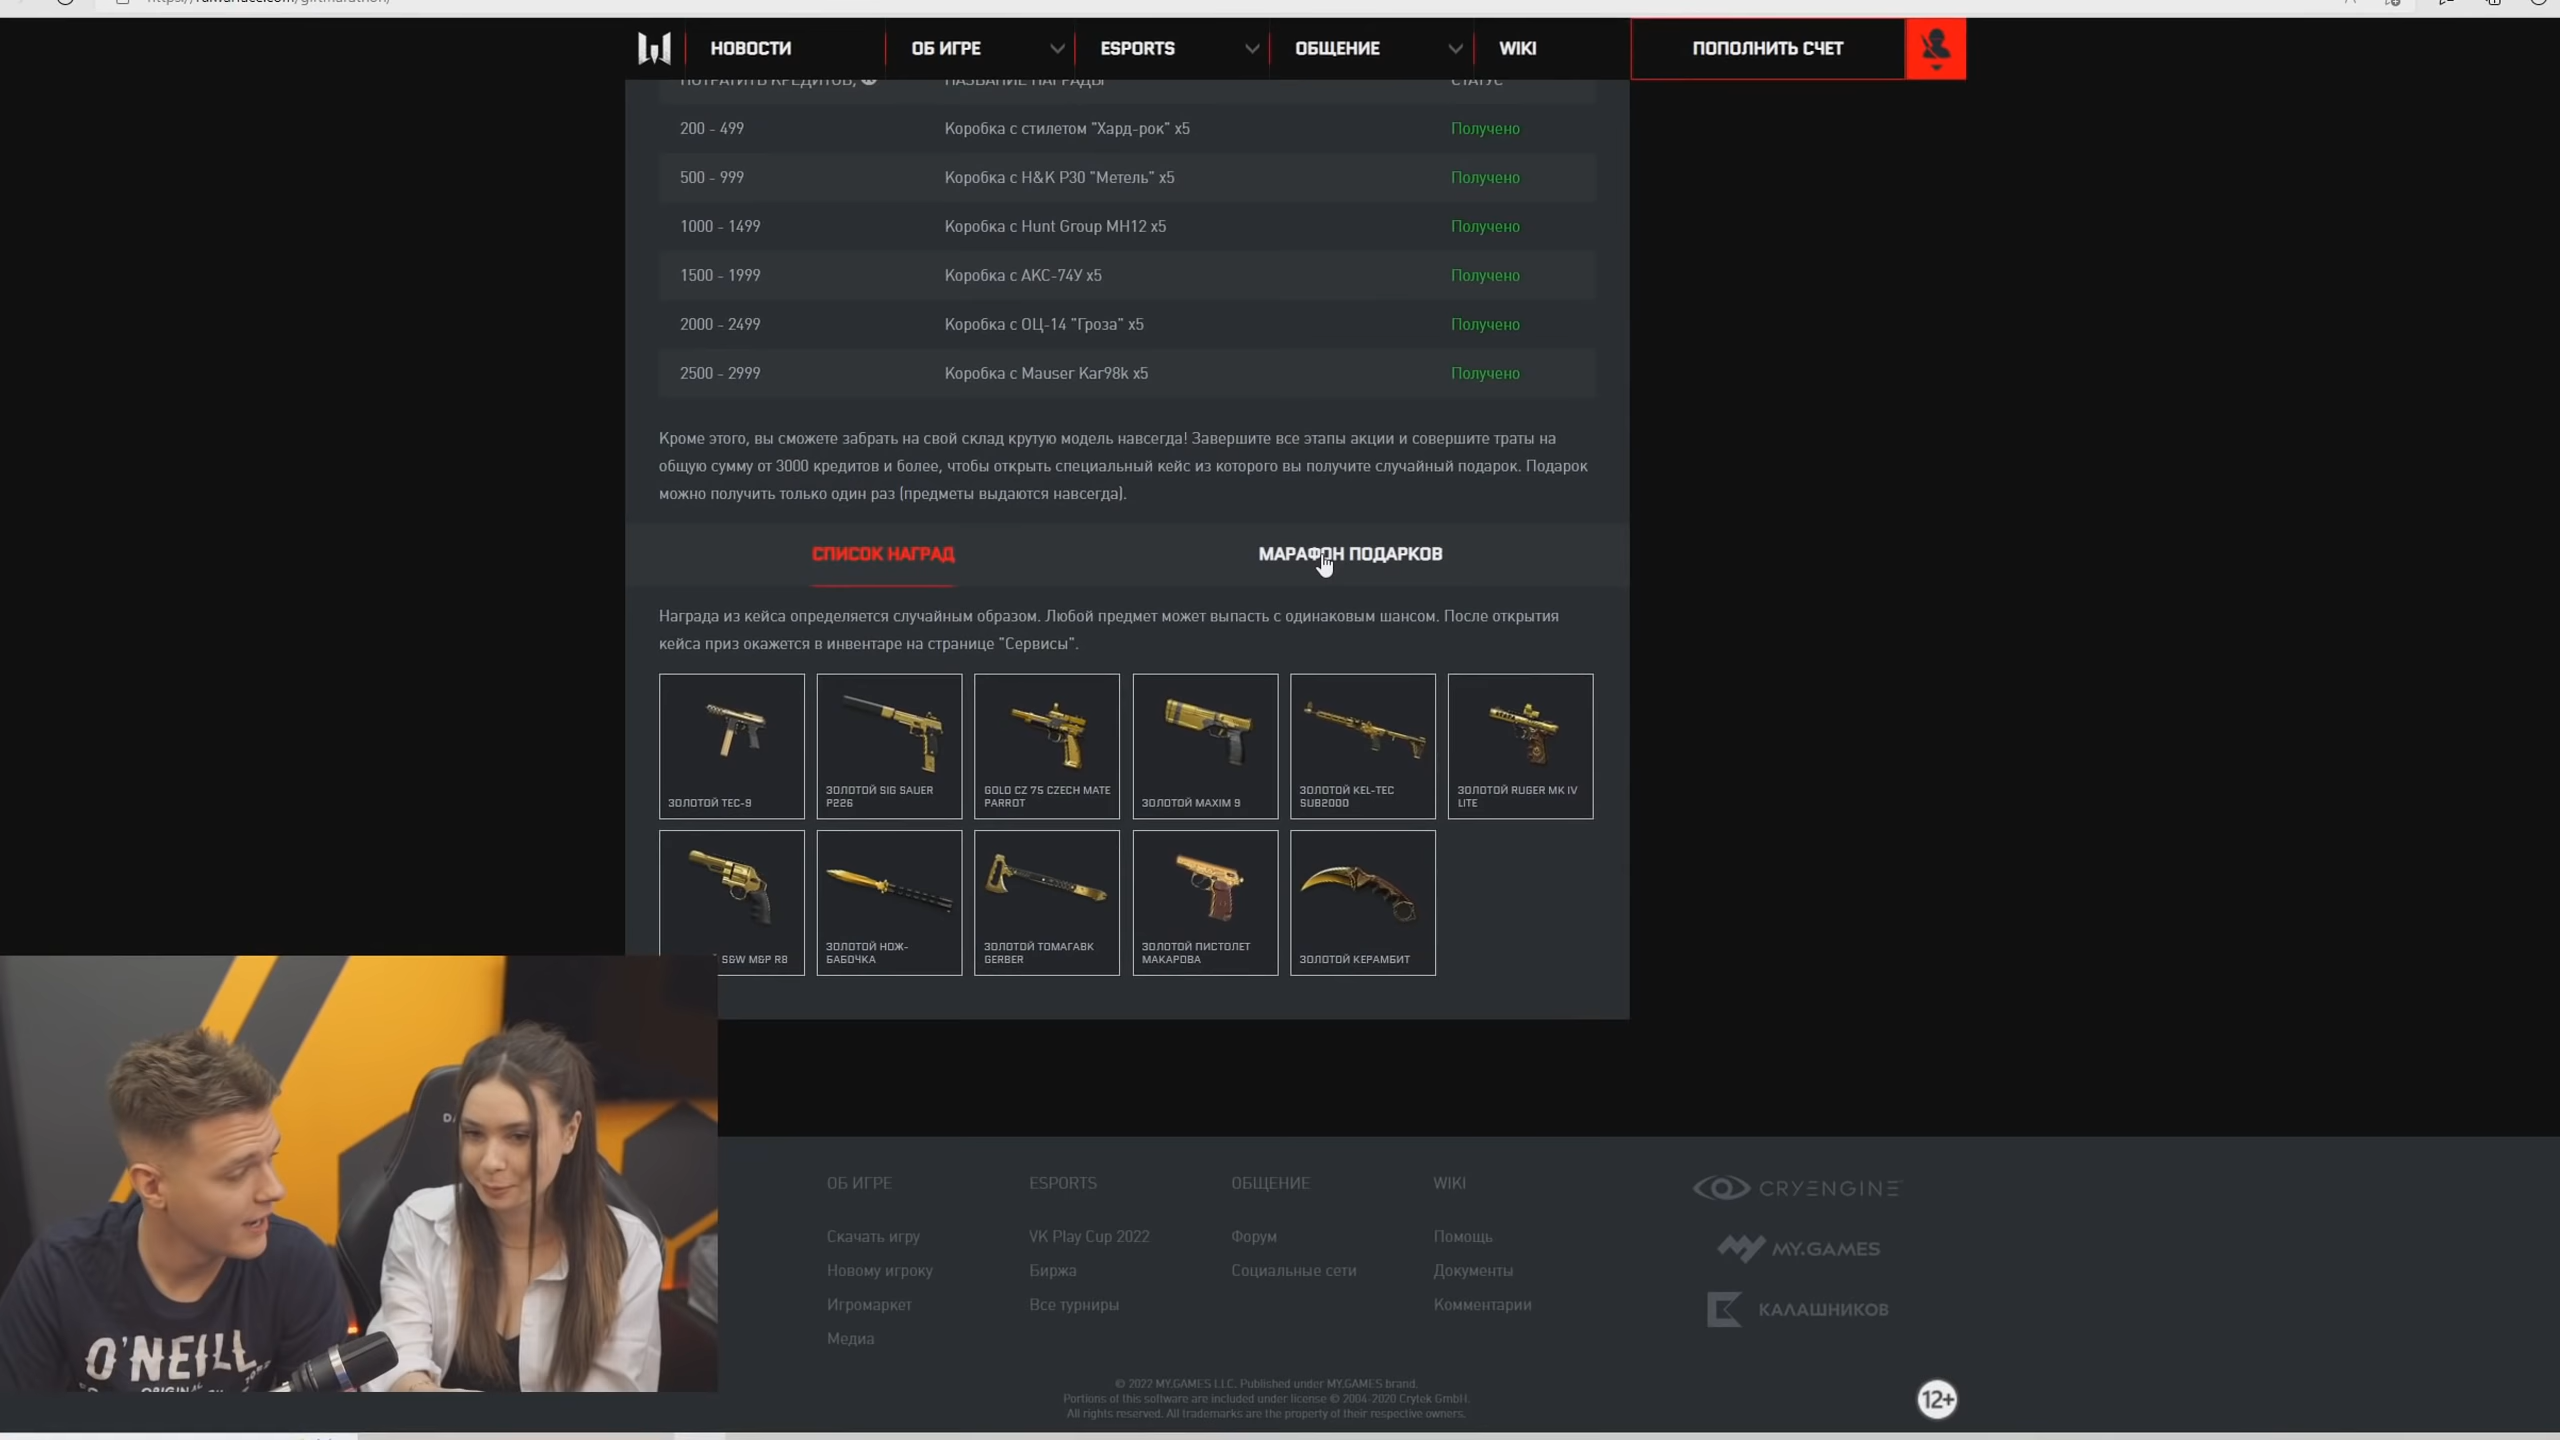 НОВОСТИ
ОБ ИГРЕ
ESPORTS
ОБЩЕНИЕ
WIKI
ПОПОЛНИТЬ СЧЕТ
ПОТРАТИТЬ КРЕДИТОВ,
НАЗВАНИЕ НАГРАДЫ
СТАТУС
200 - 499 Коробка с стилетом "Хард-рок" x5 Получено
500 - 999 Коробка с H&K P30 "Метель" x5 Получено
1000 - 1499 Коробка с Hunt Group MH12 x5 Получено
1500 - 1999 Коробка с АКС-74У x5 Получено
2000 - 2499 Коробка с ОЦ-14 "Гроза" x5 Получено
2500 - 2999 Коробка с Mauser Kar98k x5 Получено
Кроме этого, вы сможете забрать на свой склад крутую модель навсегда! Завершите все этапы акции и совершите траты на
общую сумму от 3000 кредитов и более, чтобы открыть специальный кейс из которого вы получите случайный подарок. Подарок
можно получить только один раз (предметы выдаются навсегда).
СПИСОК НАГРАД
МАРАФОН ПОДАРКОВ
Награда из кейса определяется случайным образом. Любой предмет может выпасть с одинаковым шансом. После открытия
кейса приз окажется в инвентаре на странице "Сервисы".
ЗОЛОТОЙ TEC-9
ЗОЛОТОЙ SIG SAUER
P226
GOLD CZ 75 CZECH MATE
PARROT
ЗОЛОТОЙ MAXIM 9
ЗОЛОТОЙ KEL-TEC
SUB2000
ЗОЛОТОЙ RUGER MK IV
LITE
S&W M&P R8
ЗОЛОТОЙ НОЖ-
БАБОЧКА
ЗОЛОТОЙ ТОМАГАВК
GERBER
ЗОЛОТОЙ ПИСТОЛЕТ
МАКАРОВА
ЗОЛОТОЙ КЕРАМБИТ
ОБ ИГРЕ
Скачать игру
Новому игроку
Игромаркет
Медиа
ESPORTS
VK Play Cup 2022
Биржа
Все турниры
ОБЩЕНИЕ
Форум
Социальные сети
WIKI
Помощь
Документы
Комментарии
CRYENGINE
MY.GAMES
КАЛАШНИКОВ
© 2022 MY.GAMES LLC. Published under MY.GAMES brand.
Portions of this software are included under license © 2004-2020 Crytek GmbH.
All rights reserved. All trademarks are the property of their respective owners.
12+
O'NEILL
ORIGINAL